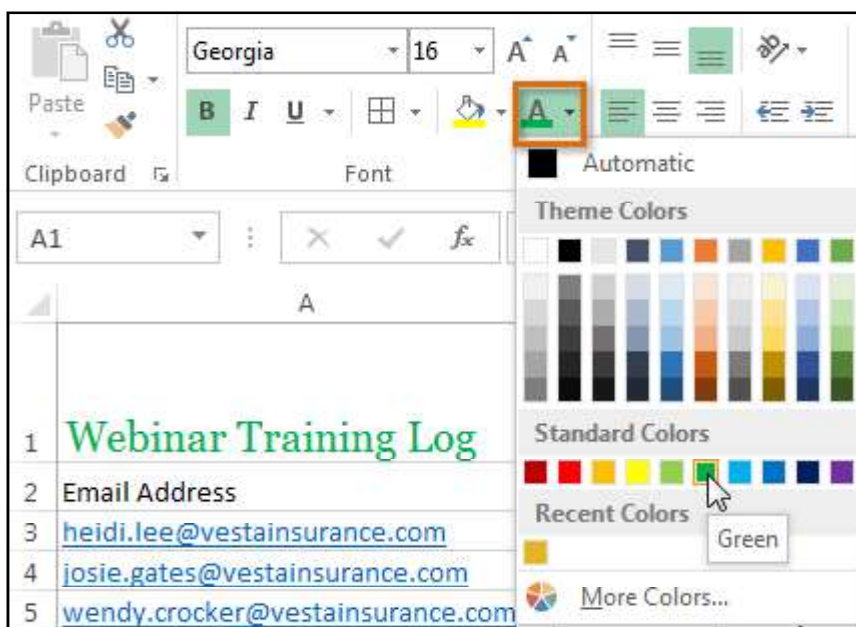 Georgia 16 A A
Paste B I U A
Clipboard Font
Automatic
Theme Colors
A1 fx
A
1 Webinar Training Log
Standard Colors
2 Email Address
3 heidi.lee@vestainsurance.com
Recent Colors
Green
4 josie.gates@vestainsurance.com
5 wendy.crocker@vestainsurance.com
More Colors...